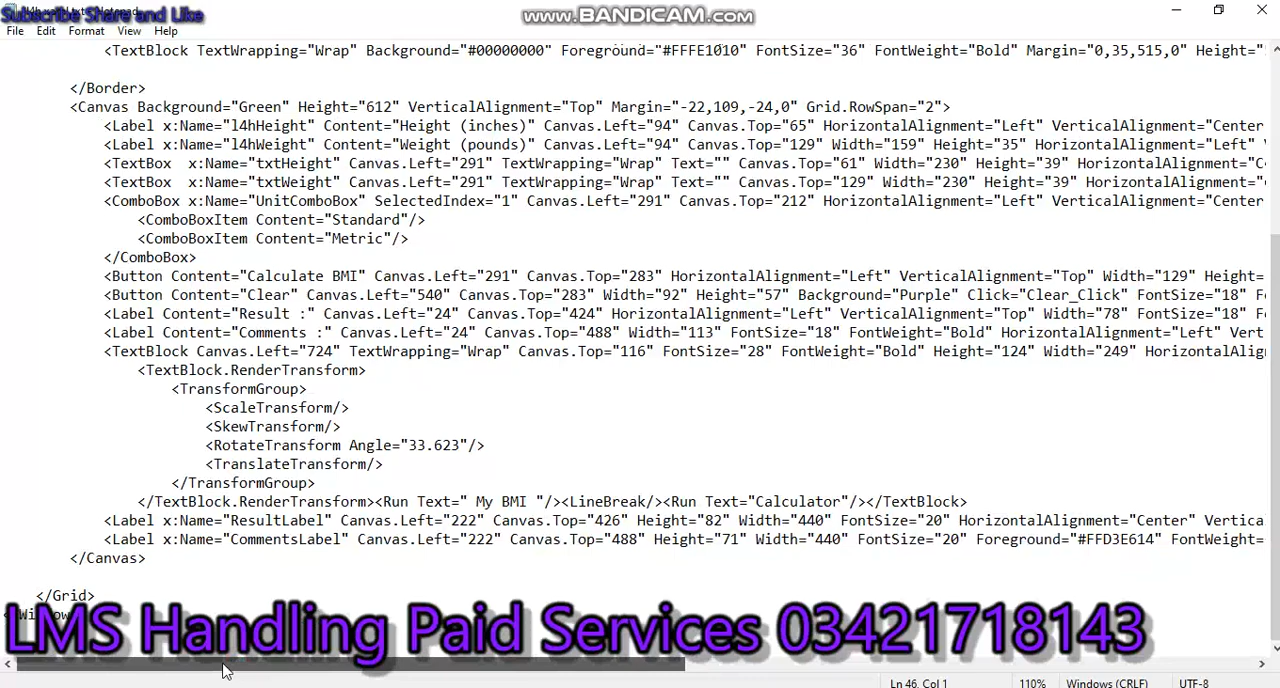 Subscribe Share and Like
www.BANDICAM.com
File Edit Format View Help
<TextBlock TextWrapping="Wrap" Background="#00000000" Foreground="#FFFE1010" FontSize="36" FontWeight="Bold" Margin="0,35,515,0" Height="
</Border>
<Canvas Background="Green" Height="612" VerticalAlignment="Top" Margin="-22,109,-24,0" Grid.RowSpan="2">
<Label x:Name="l4hHeight" Content="Height (inches)" Canvas.Left="94" Canvas.Top="65" HorizontalAlignment="Left" VerticalAlignment="Center
<Label x:Name="l4hWeight" Content="Weight (pounds)" Canvas.Left="94" Canvas.Top="129" Width="159" Height="35" HorizontalAlignment="Left"
<TextBox  x:Name="txtHeight" Canvas.Left="291" TextWrapping="Wrap" Text="" Canvas.Top="61" Width="230" Height="39" HorizontalAlignment="C
<TextBox  x:Name="txtWeight" Canvas.Left="291" TextWrapping="Wrap" Text="" Canvas.Top="129" Width="230" Height="39" HorizontalAlignment="
<ComboBox x:Name="UnitComboBox" SelectedIndex="1" Canvas.Left="291" Canvas.Top="212" HorizontalAlignment="Left" VerticalAlignment="Center
<ComboBoxItem Content="Standard"/>
<ComboBoxItem Content="Metric"/>
</ComboBox>
<Button Content="Calculate BMI" Canvas.Left="291" Canvas.Top="283" HorizontalAlignment="Left" VerticalAlignment="Top" Width="129" Height=
<Button Content="Clear" Canvas.Left="540" Canvas.Top="283" Width="92" Height="57" Background="Purple" Click="Clear_Click" FontSize="18" F
<Label Content="Result :" Canvas.Left="24" Canvas.Top="424" HorizontalAlignment="Left" VerticalAlignment="Top" Width="78" FontSize="18" F
<Label Content="Comments :" Canvas.Left="24" Canvas.Top="488" Width="113" FontSize="18" FontWeight="Bold" HorizontalAlignment="Left" Vert
<TextBlock Canvas.Left="724" TextWrapping="Wrap" Canvas.Top="116" FontSize="28" FontWeight="Bold" Height="124" Width="249" HorizontalAlig
<TextBlock.RenderTransform>
<TransformGroup>
<ScaleTransform/>
<SkewTransform/>
<RotateTransform Angle="33.623"/>
<TranslateTransform/>
</TransformGroup>
</TextBlock.RenderTransform><Run Text=" My BMI "/><LineBreak/><Run Text="Calculator"/></TextBlock>
<Label x:Name="ResultLabel" Canvas.Left="222" Canvas.Top="426" Height="82" Width="440" FontSize="20" HorizontalAlignment="Center" Vertica
<Label x:Name="CommentsLabel" Canvas.Left="222" Canvas.Top="488" Height="71" Width="440" FontSize="20" Foreground="#FFD3E614" FontWeight=
</Canvas>
</Grid>
LMS Handling Paid Services 03421718143
Ln 46, Col 1 110% Windows (CRLF) UTF-8